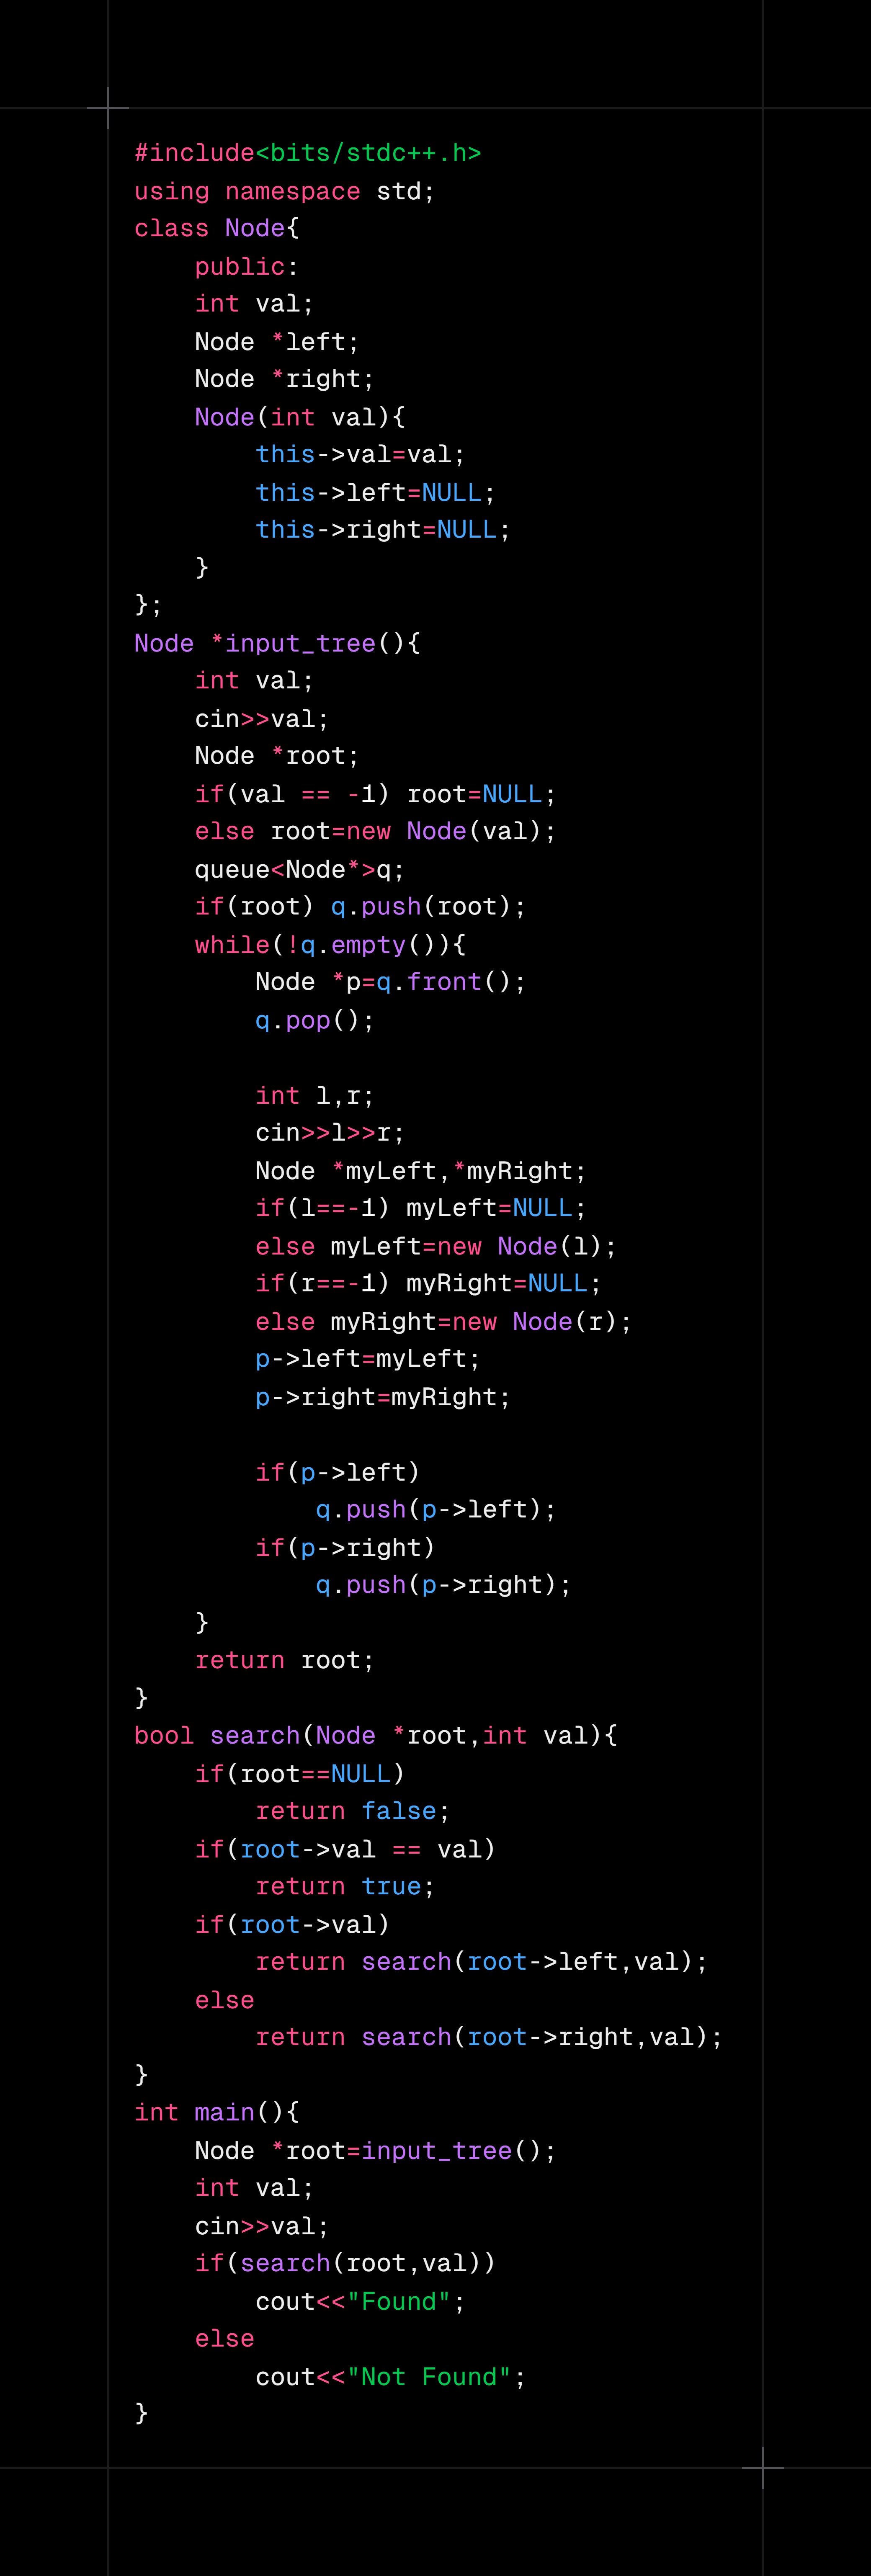 #include<bits/stdc++.h>
using namespace std;
class Node{
    public:
    int val;
    Node *left;
    Node *right;
    Node(int val){
        this->val=val;
        this->left=NULL;
        this->right=NULL;
    }
};
Node *input_tree(){
    int val;
    cin>>val;
    Node *root;
    if(val == -1) root=NULL;
    else root=new Node(val);
    queue<Node*>q;
    if(root) q.push(root);
    while(!q.empty()){
        Node *p=q.front();
        q.pop();

        int l,r;
        cin>>l>>r;
        Node *myLeft,*myRight;
        if(l==-1) myLeft=NULL;
        else myLeft=new Node(l);
        if(r==-1) myRight=NULL;
        else myRight=new Node(r);
        p->left=myLeft;
        p->right=myRight;

        if(p->left)
            q.push(p->left);
        if(p->right)
            q.push(p->right);
    }
    return root;
}
bool search(Node *root,int val){
    if(root==NULL)
        return false;
    if(root->val == val)
        return true;
    if(root->val)
        return search(root->left,val);
    else
        return search(root->right,val);
}
int main(){
    Node *root=input_tree();
    int val;
    cin>>val;
    if(search(root,val))
        cout<<"Found";
    else
        cout<<"Not Found";
}